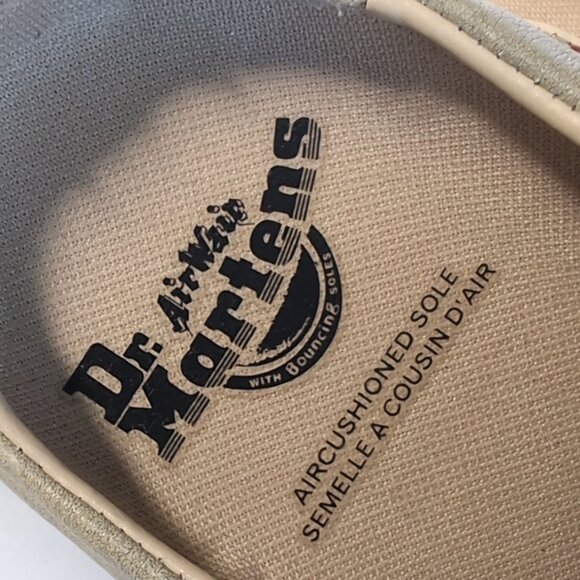 AirWair
Dr.
Martens
WITH Bouncing SOLES
AIRCUSHIONED SOLE
SEMELLE A COUSIN D'AIR